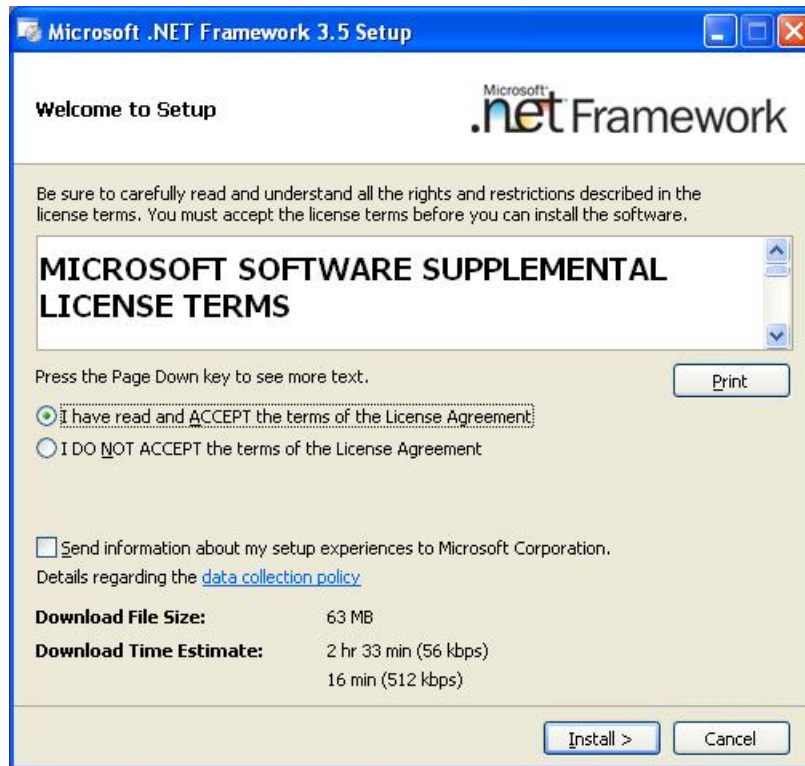 Microsoft .NET Framework 3.5 Setup
Welcome to Setup
Microsoft
.net Framework
Be sure to carefully read and understand all the rights and restrictions described in the
license terms. You must accept the license terms before you can install the software.
MICROSOFT SOFTWARE SUPPLEMENTAL
LICENSE TERMS
Press the Page Down key to see more text.
Print
I have read and ACCEPT the terms of the License Agreement
I DO NOT ACCEPT the terms of the License Agreement
Send information about my setup experiences to Microsoft Corporation.
Details regarding the data collection policy
Download File Size: 63 MB
Download Time Estimate: 2 hr 33 min (56 kbps)
16 min (512 kbps)
Install > Cancel